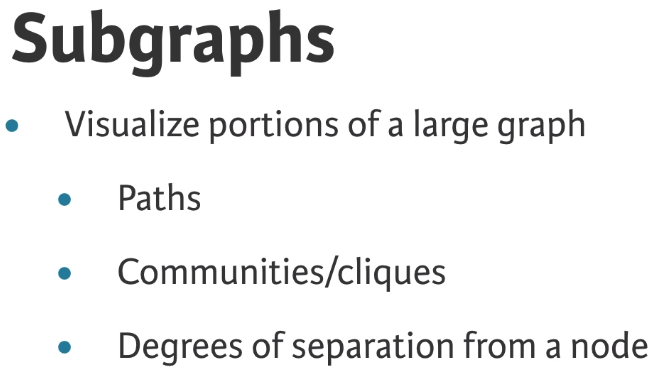 Subgraphs
• Visualize portions of a large graph
• Paths
• Communities/cliques
• Degrees of separation from a node